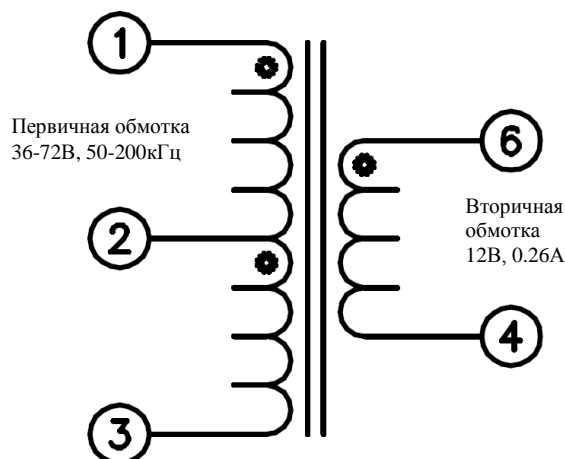 1
Первичная обмотка
36-72В, 50-200кГц
6
Вторичная
обмотка
12В, 0.26А
2
4
3